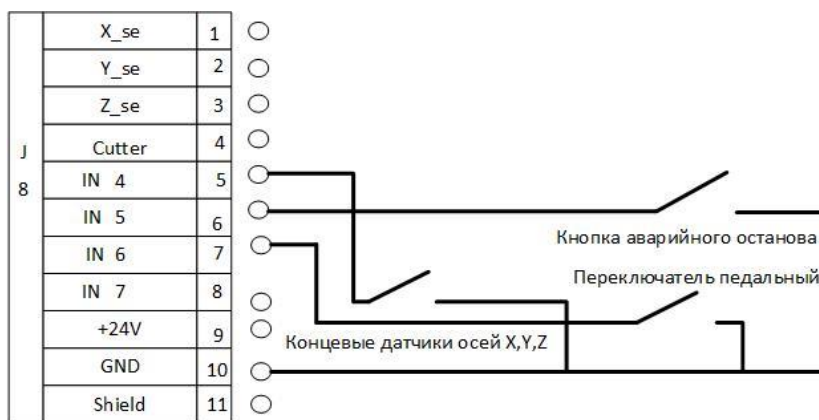 J
8
X_se 1
Y_se 2
Z_se 3
Cutter 4
IN 4 5
IN 5 6
IN 6 7
IN 7 8
+24V 9
GND 10
Shield 11
Кнопка аварийного останова
Переключатель педальный
Концевые датчики осей X,Y,Z